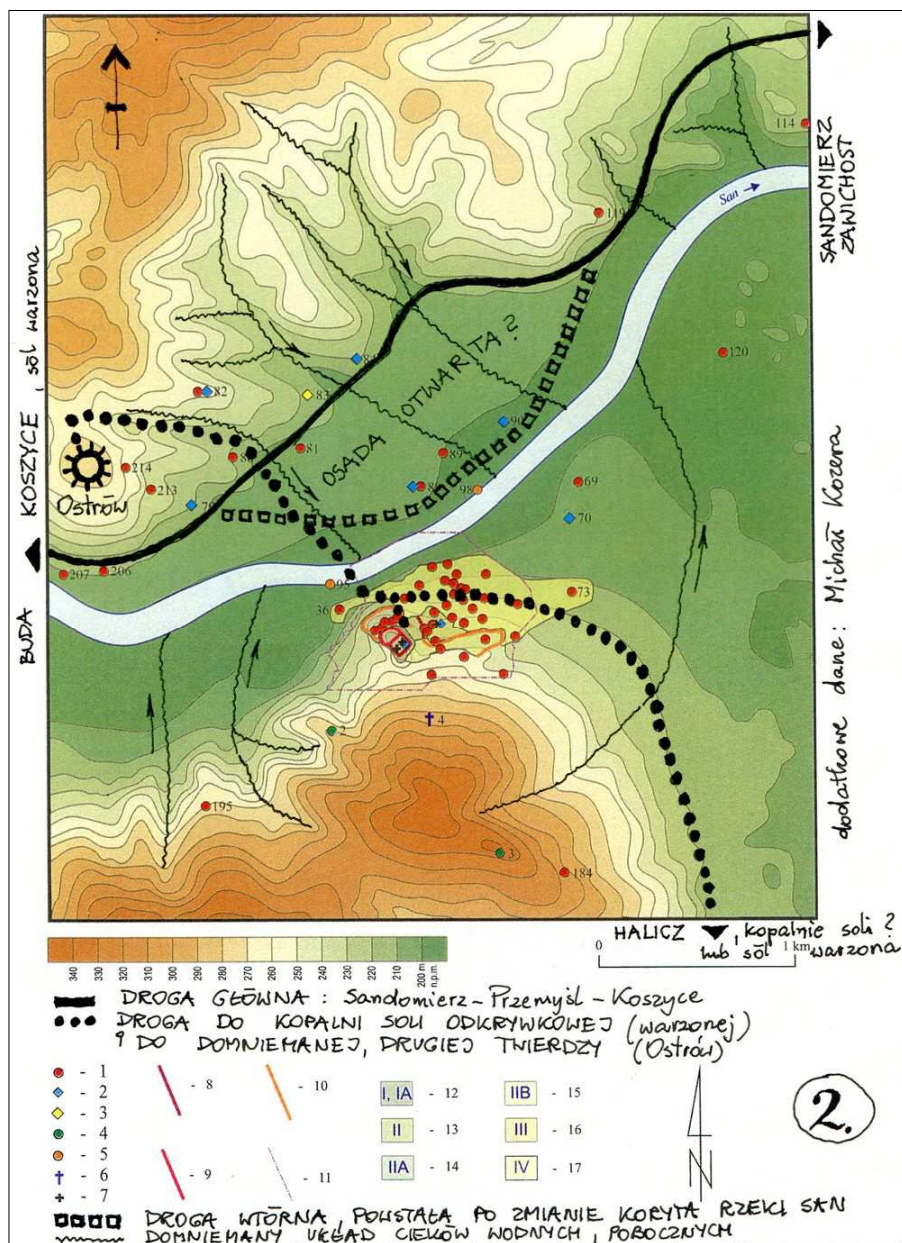 SANDOMIERZ
ZAWICHOST
114
119
San →
120
84
82
83
OSADA OTWARTA?
90
KOSZYCE, sól warzona
BUDA
81
80
89
214
213
Ostrów
79
88
98
69
70
207
206
95
36
73
4
2
195
3
184
dodatkowe dane: Michał Kozera
340
330
320
310
305
300
290
280
270
260
250
240
230
220
210
200 m n.p.m.
HALICZ, kopalnie soli?
lub sól warzona
0 1 km
DROGA GŁÓWNA: Sandomierz-Przemyśl-Koszyce
DROGA DO KOPALNI SOLI ODKRYWKOWEJ (warzonej)
DO DOMNIEMANEJ, DRUGIEJ TWIERDZY (Ostrów)
- 1
- 2
- 3
- 4
- 5
- 6
- 7
- 8
- 9
- 10
- 11
I, IA - 12
II - 13
IIA - 14
IIB - 15
III - 16
IV - 17
N
2.
DROGA WTÓRNA, POWSTAŁA PO ZMIANIE KORYTA RZEKI SAN
DOMNIEMANY UKŁAD CIEKÓW WODNYCH, POBOCZNYCH